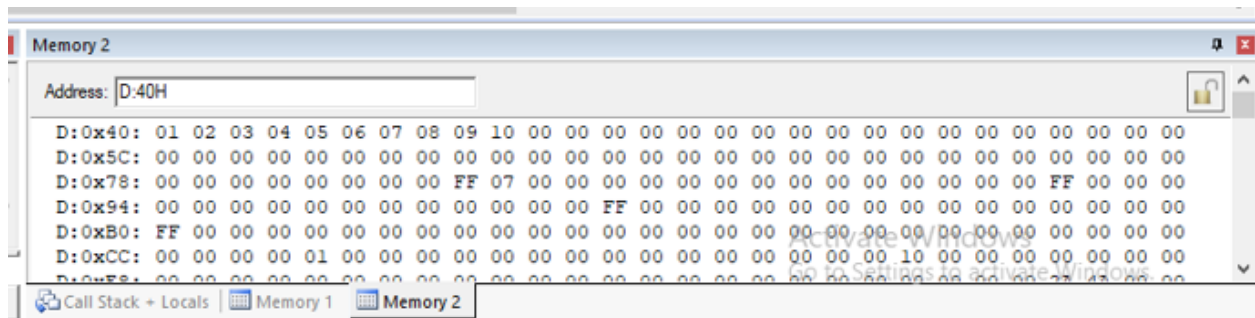 Memory 2
Address: D:40H
D:0x40: 01 02 03 04 05 06 07 08 09 10 00 00 00 00 00 00 00 00 00 00 00 00 00 00 00 00 00 00
D:0x5C: 00 00 00 00 00 00 00 00 00 00 00 00 00 00 00 00 00 00 00 00 00 00 00 00 00 00 00 00
D:0x78: 00 00 00 00 00 00 00 00 FF 07 00 00 00 00 00 00 00 00 00 00 00 00 00 00 FF 00 00 00
D:0x94: 00 00 00 00 00 00 00 00 00 00 00 00 FF 00 00 00 00 00 00 00 00 00 00 00 00 00 00 00
D:0xB0: FF 00 00 00 00 00 00 00 00 00 00 00 00 00 00 00 00 00 00 00 00 00 00 00 00 00 00 00
Activate Windows
D:0xCC: 00 00 00 00 01 00 00 00 00 00 00 00 00 00 00 00 00 00 00 00 10 00 00 00 00 00 00 00
Go to Settings to activate Windows.
Call Stack + Locals Memory 1 Memory 2